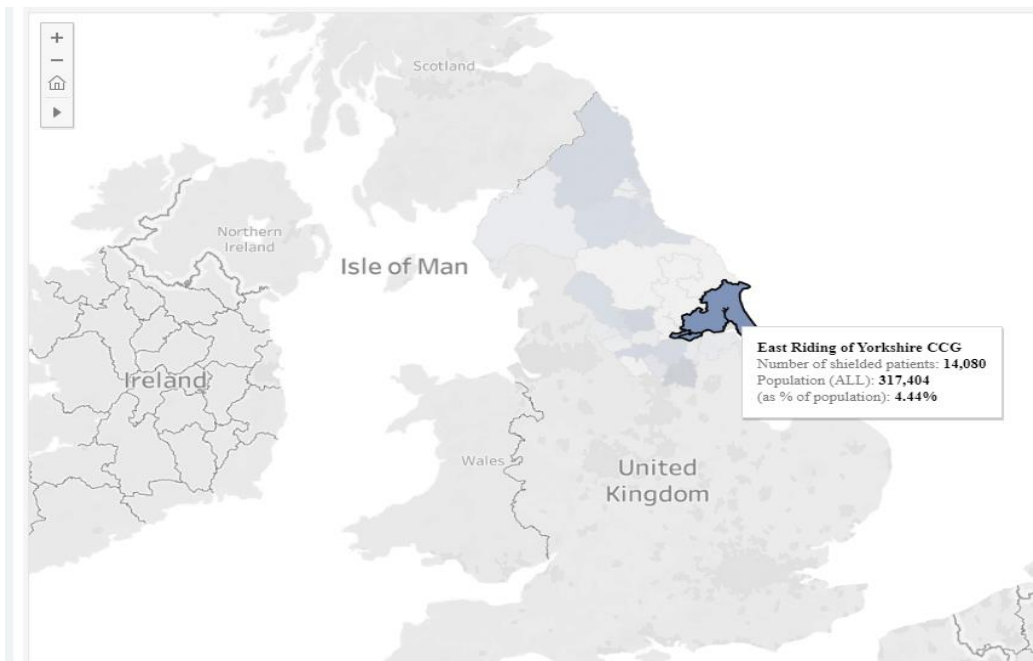 +
−
Scotland
Northern
Ireland
Isle of Man
East Riding of Yorkshire CCG
Number of shielded patients: 14,080
Population (ALL): 317,404
(as % of population): 4.44%
Ireland
Wales
United
Kingdom